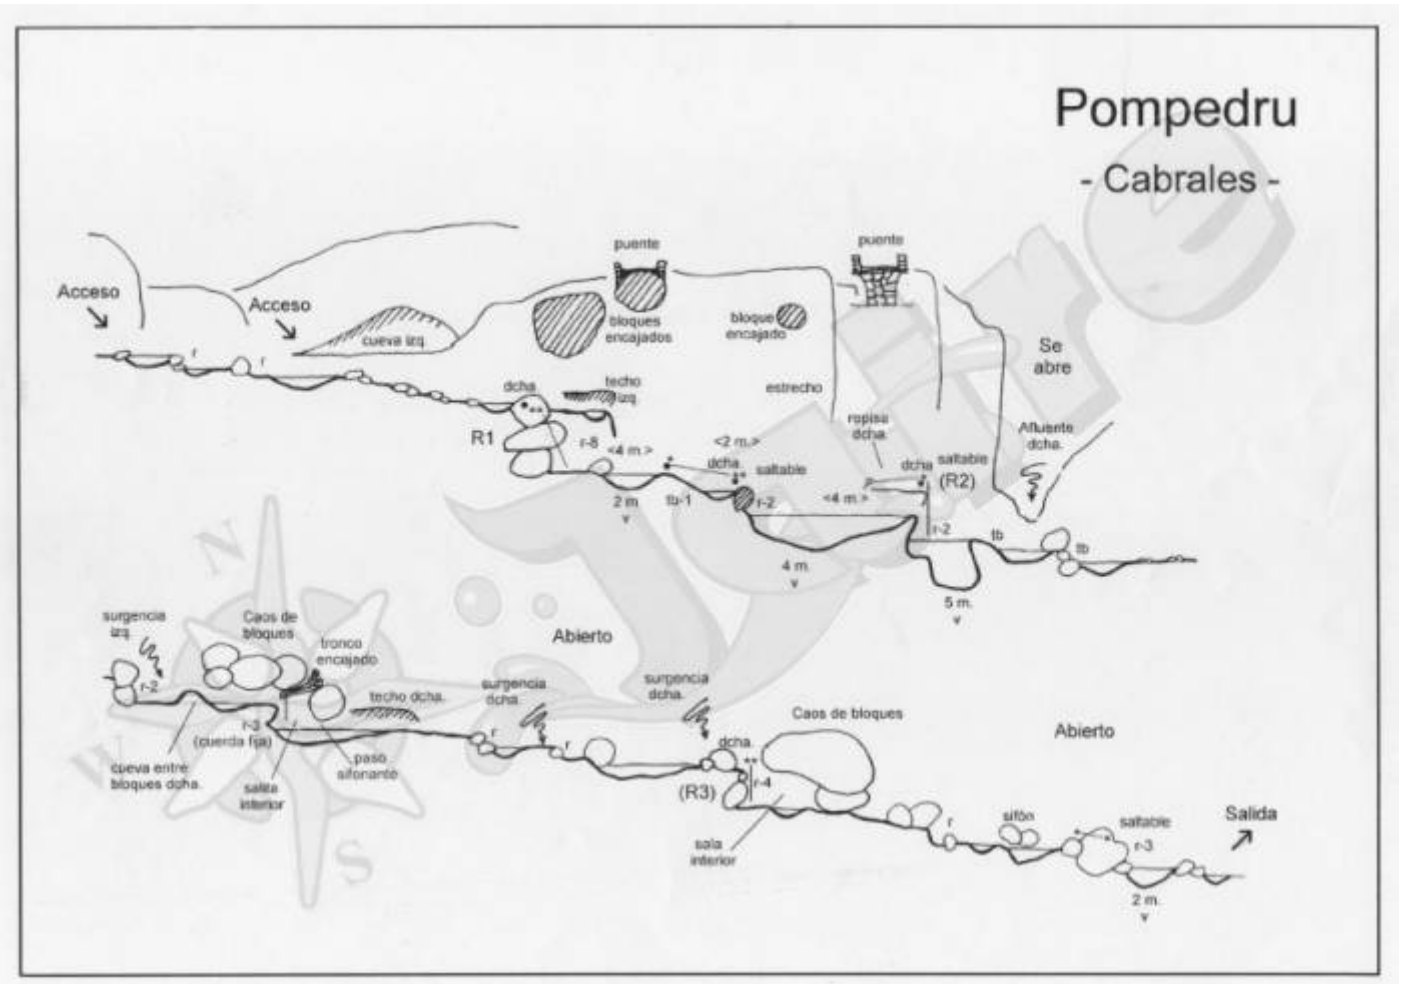 Pompedru
- Cabrales -
puente
puente
Acceso
Acceso
cueva izq.
bloques
encajados
bloque
encajado
Se
abre
r
r
dcha
techo
izq.
estrecho
R1
r-8
<4 m.>
<2 m.>
dcha.
saltable
ropisa
dcha.
dcha
saltable
(R2)
Afluente
dcha.
2 m
v
tb-1
r-2
<4 m.>
r-2
tb
tb
4 m.
v
5 m.
v
N
W
S
surgencia
izq.
Caos de
bloques
tronco
encajado
Abierto
r-2
techo dcha.
surgencia
dcha.
surgencia
dcha.
Caos de bloques
Abierto
r-3
(cuerda fija)
r
cueva entre
bloques dcha.
salita
interior
paso
sifonante
r
r
dcha.
(R3)
r-4
sala
interior
r
sifón
saltable
r-3
Salida
2 m.
v